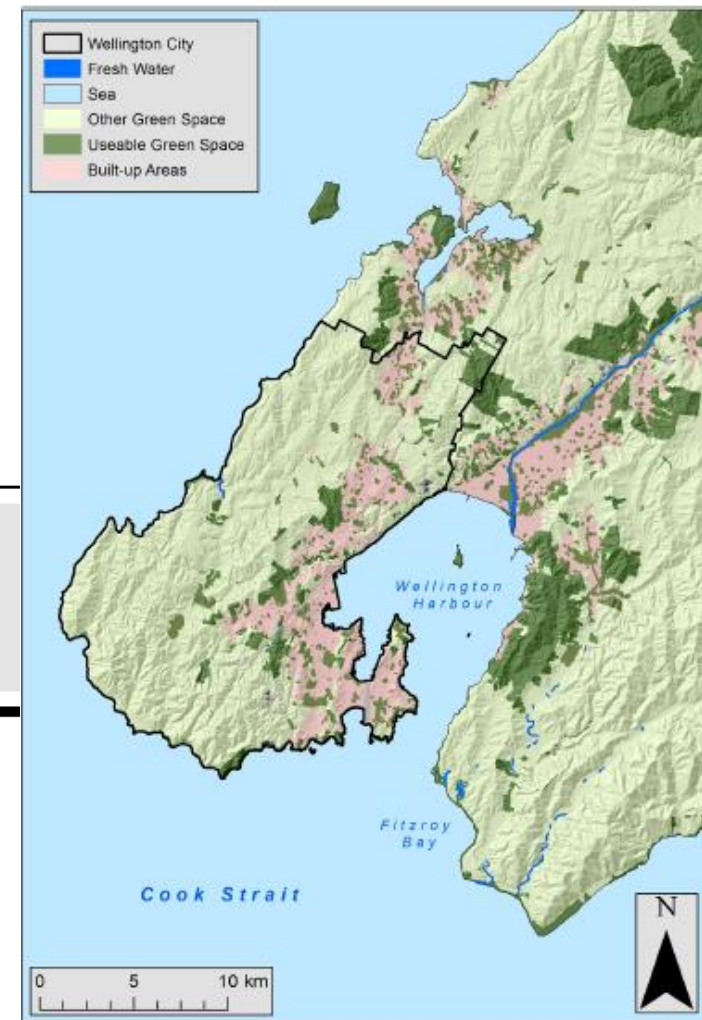 Wellington City
Fresh Water
Sea
Other Green Space
Useable Green Space
Built-up Areas
Wellington
Harbour
Fitzroy
Bay
Cook Strait
N
0 5 10 km